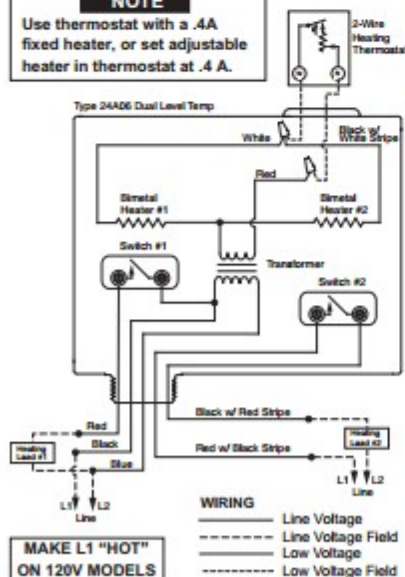 NOTE
Use thermostat with a .4A
fixed heater, or set adjustable
heater in thermostat at .4 A.
2-Wire
Heating
Thermostat
Type 24A06 Dual Level Temp
White
Black w/
White Stripe
Red
Bimetal
Heater #1
Bimetal
Heater #2
Switch #1
Transformer
Switch #2
Red
Black
Blue
Heating
Load #1
L1 L2
Line
Black w/ Red Stripe
Red w/ Black Stripe
Heating
Load #2
L1 L2
Line
WIRING
Line Voltage
Line Voltage Field
Low Voltage
Low Voltage Field
MAKE L1 "HOT"
ON 120V MODELS